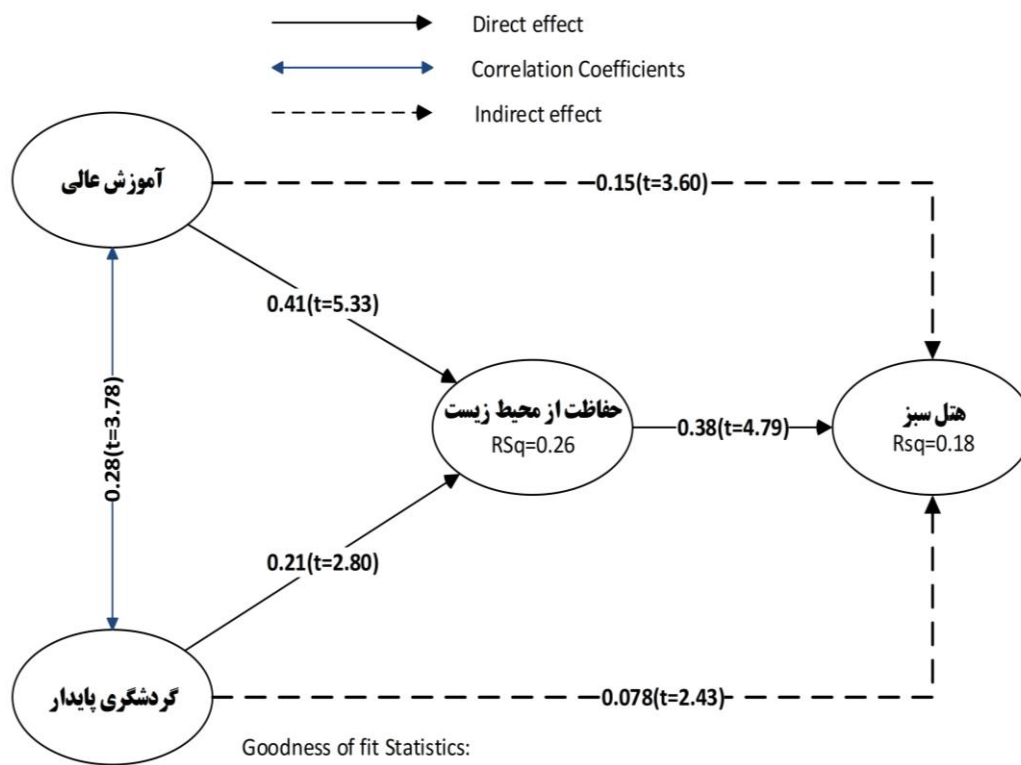 Direct effect
Correlation Coefficients
Indirect effect
آموزش عالی
0.15(t=3.60)
0.41(t=5.33)
0.28(t=3.78)
حفاظت از محیط زیست
RSq=0.26
0.38(t=4.79)
هتل سبز
Rsq=0.18
0.21(t=2.80)
گردشگری پایدار
0.078(t=2.43)
Goodness of fit Statistics: